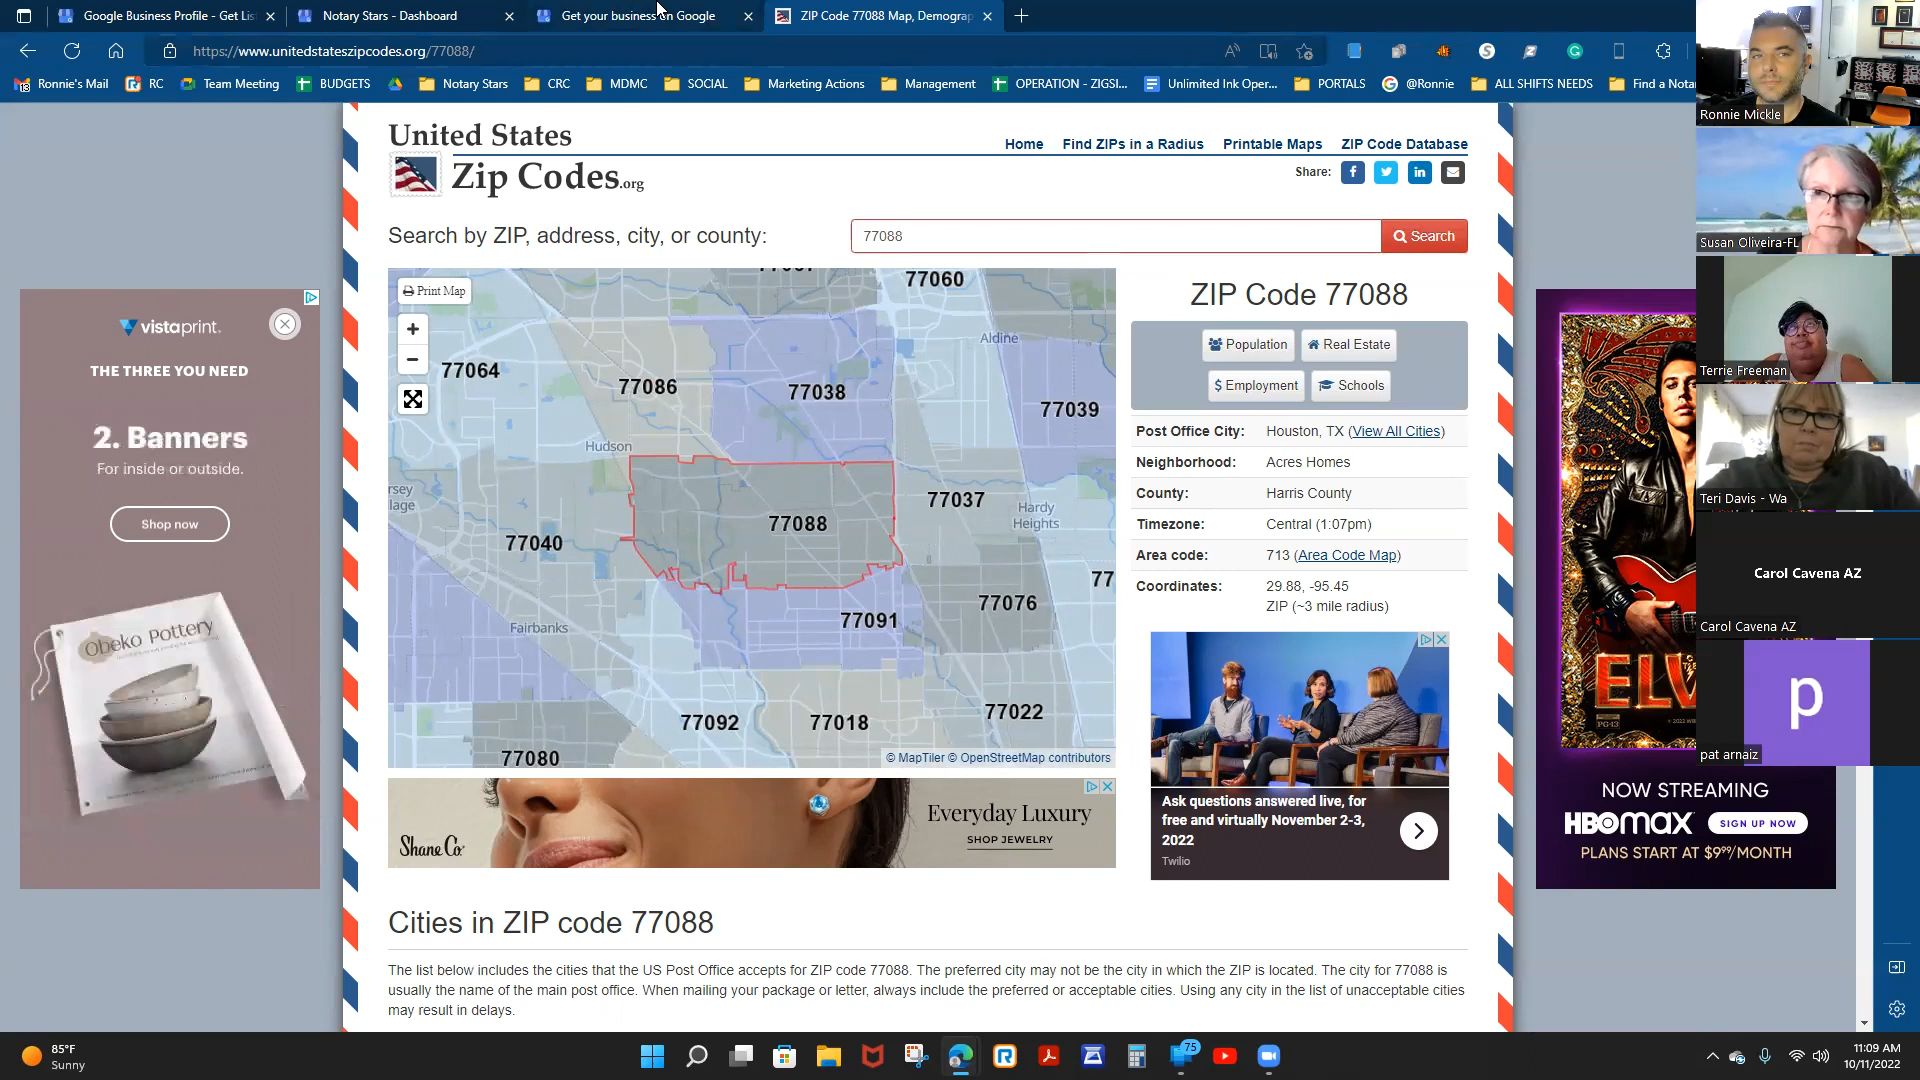 Google Business Profile - Get Lis
Notary Stars - Dashboard
Get your business on Google
ZIP Code 77088 Map, Demograp
https://www.unitedstateszipcodes.org/77088/
Ronnie's Mail
RC
Team Meeting
BUDGETS
Notary Stars
CRC
MDMC
SOCIAL
Marketing Actions
Management
OPERATION - ZIGSI...
Unlimited Ink Oper...
PORTALS
@Ronnie
ALL SHIFTS NEEDS
Find a Nota
United States
Zip Codes.org
Home
Find ZIPs in a Radius
Printable Maps
ZIP Code Database
Share:
Search by ZIP, address, city, or county:
77088
Search
Print Map
+
−
77060
Aldine
77064
77086
77038
77039
Hudson
rsey
llage
77037
Hardy
Heights
77088
77040
77
77076
77091
Fairbanks
77092
77018
77022
77080
© MapTiler © OpenStreetMap contributors
ZIP Code 77088
Population
Real Estate
$ Employment
Schools
Post Office City: Houston, TX (View All Cities)
Neighborhood: Acres Homes
County: Harris County
Timezone: Central (1:07pm)
Area code: 713 (Area Code Map)
Coordinates: 29.88, -95.45
ZIP (~3 mile radius)
vistaprint.
THE THREE YOU NEED
2. Banners
For inside or outside.
Shop now
Obeko Pottery
Ask questions answered live, for
free and virtually November 2-3,
2022
Twilio
Everyday Luxury
SHOP JEWELRY
Shane Co.
ELV
PG-13
NOW STREAMING
HBOmax
SIGN UP NOW
PLANS START AT $9.99/MONTH
Cities in ZIP code 77088
The list below includes the cities that the US Post Office accepts for ZIP code 77088. The preferred city may not be the city in which the ZIP is located. The city for 77088 is
usually the name of the main post office. When mailing your package or letter, always include the preferred or acceptable cities. Using any city in the list of unacceptable cities
may result in delays.
Ronnie Mickle
Susan Oliveira-FL
Terrie Freeman
Teri Davis - Wa
Carol Cavena AZ
Carol Cavena AZ
p
pat arnaiz
85°F
Sunny
75
11:09 AM
10/11/2022